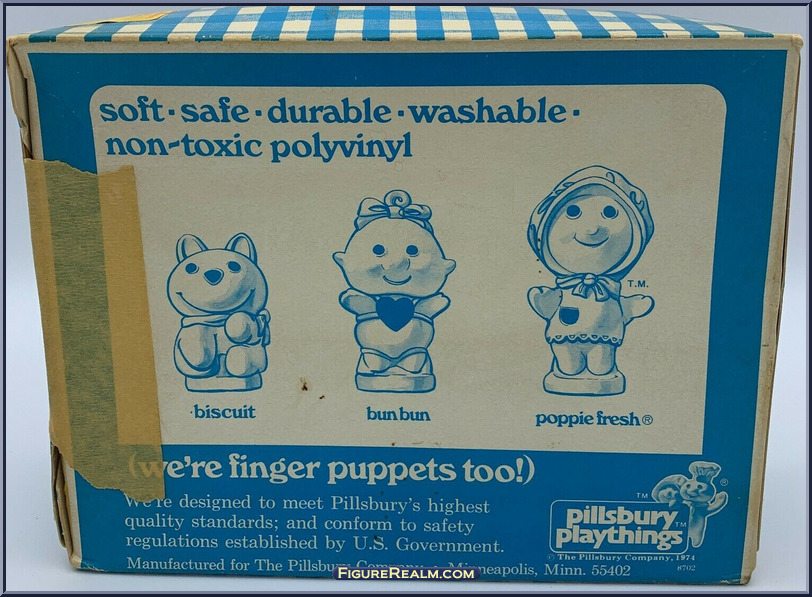 soft · safe · durable · washable ·
non-toxic polyvinyl
T.M.
biscuit
bun bun
poppie fresh®
(we're finger puppets too!)
We're designed to meet Pillsbury's highest
quality standards; and conform to safety
regulations established by U.S. Government.
Manufactured for The Pillsbury Company · Minneapolis, Minn. 55402
TM
®
pillsbury
playthings™
© The Pillsbury Company, 1974
8702
FIGUREREALM.COM